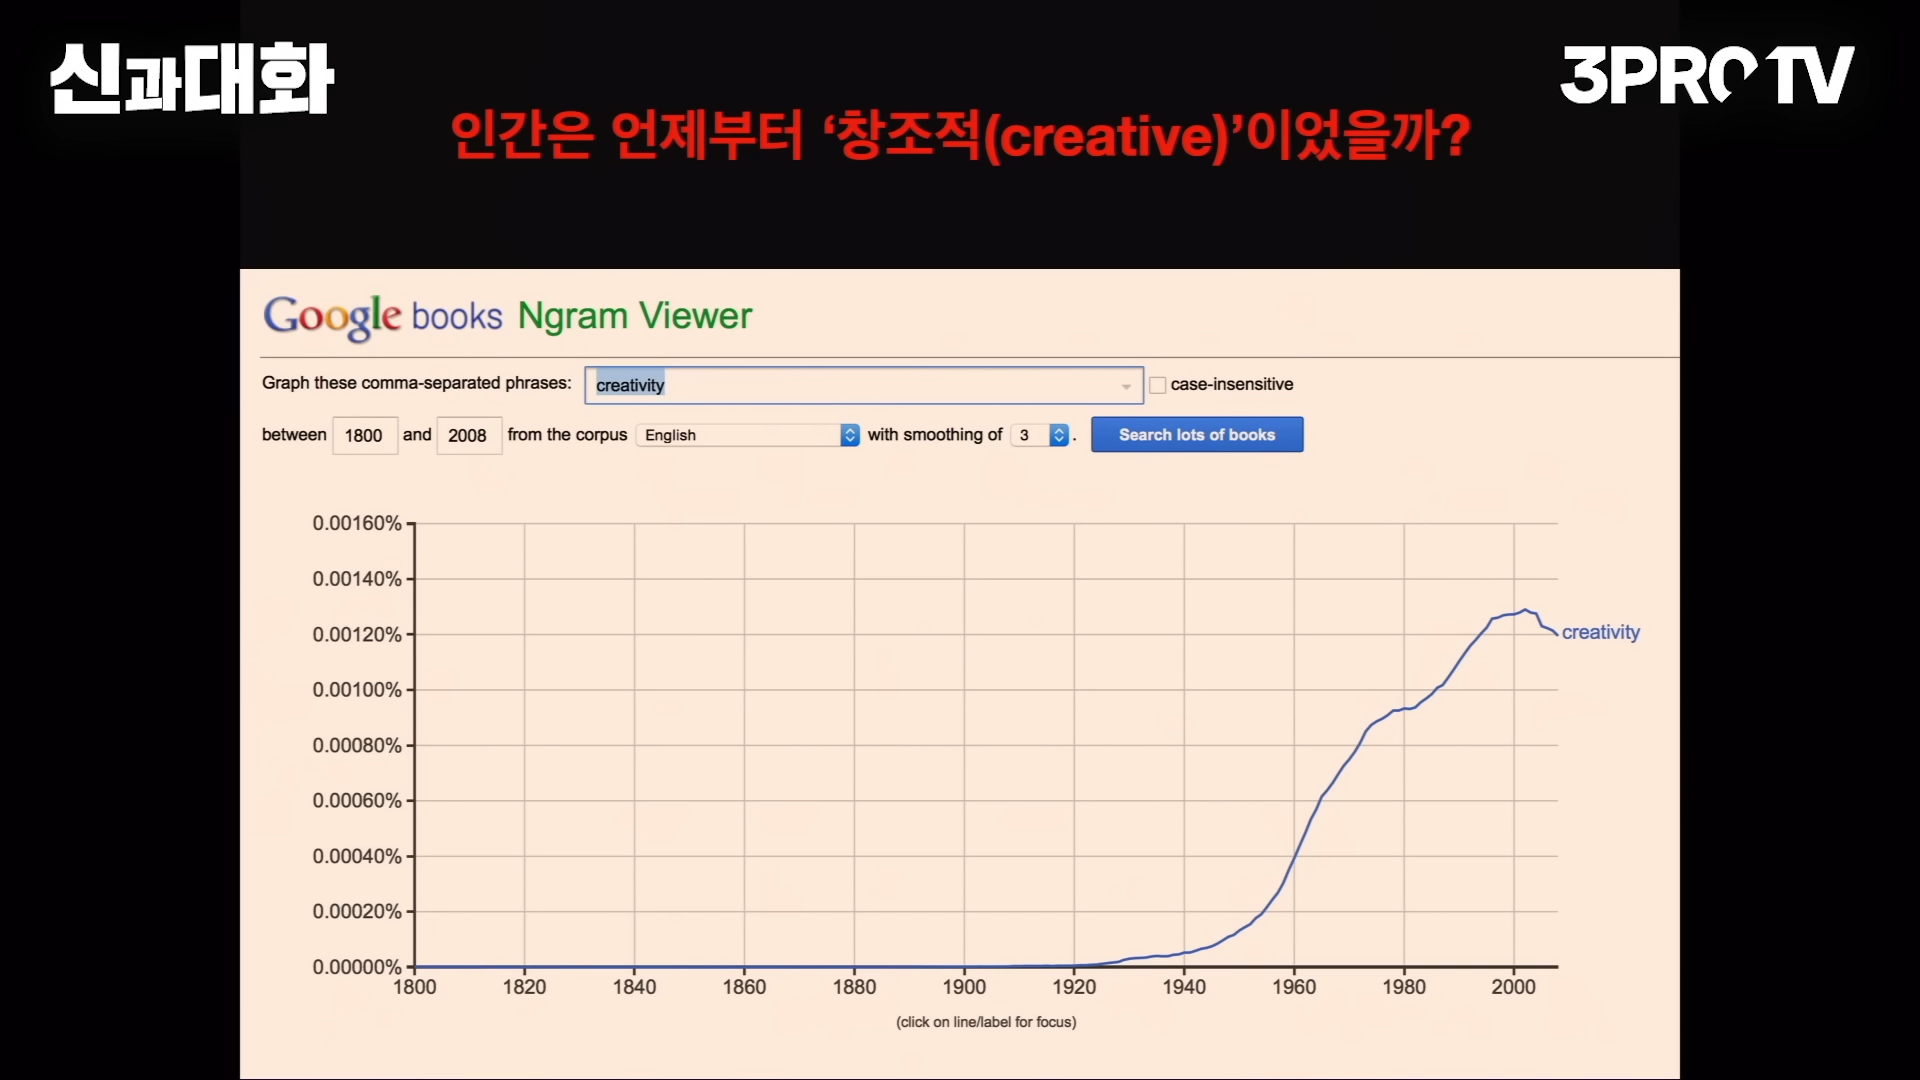 신과대화
3PROTV
인간은 언제부터 ‘창조적(creative)’이었을까?
Google books Ngram Viewer
Graph these comma-separated phrases: creativity case-insensitive
between 1800 and 2008 from the corpus English with smoothing of 3 . Search lots of books
0.00160%
0.00140%
0.00120%
0.00100%
0.00080%
0.00060%
0.00040%
0.00020%
0.00000%
creativity
1800 1820 1840 1860 1880 1900 1920 1940 1960 1980 2000
(click on line/label for focus)